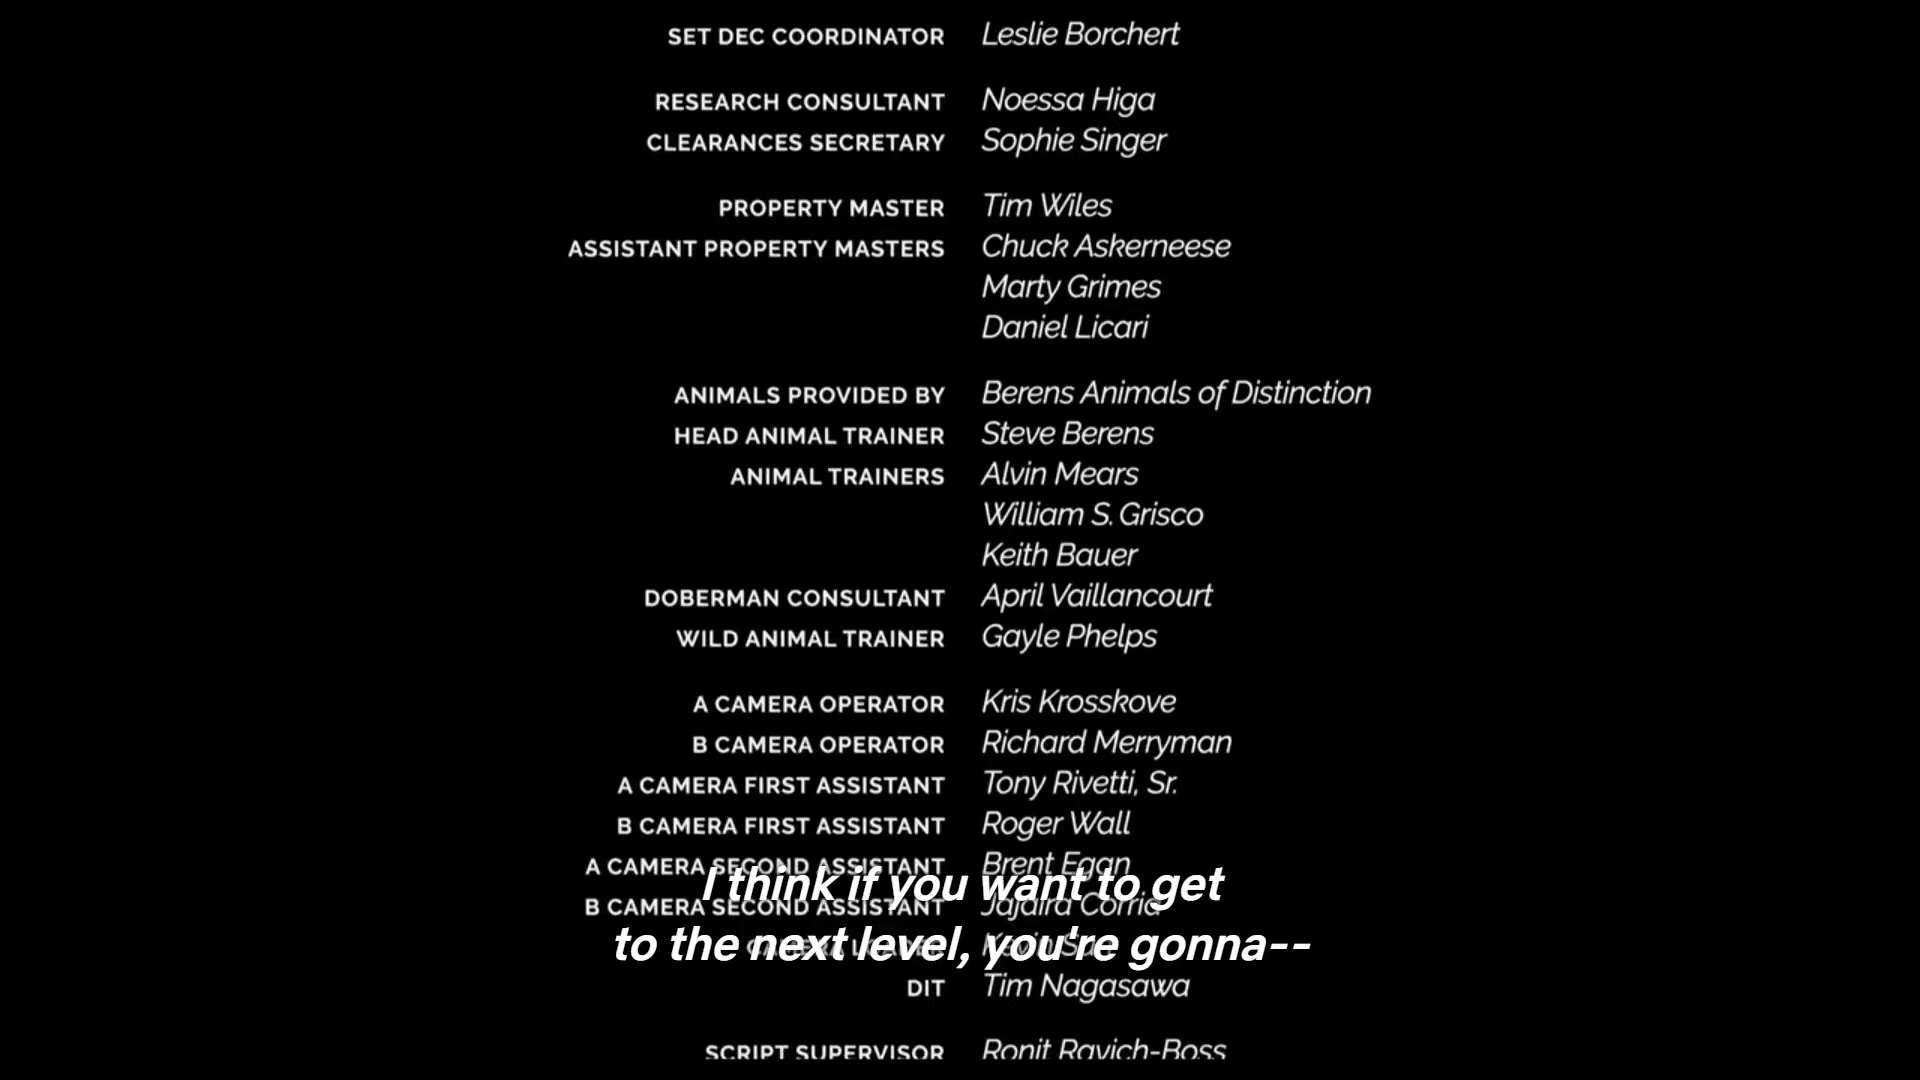 SET DEC COORDINATOR Leslie Borchert
RESEARCH CONSULTANT Noessa Higa
CLEARANCES SECRETARY Sophie Singer
PROPERTY MASTER Tim Wiles
ASSISTANT PROPERTY MASTERS Chuck Askerneese
Marty Grimes
Daniel Licari
ANIMALS PROVIDED BY Berens Animals of Distinction
HEAD ANIMAL TRAINER Steve Berens
ANIMAL TRAINERS Alvin Mears
William S. Grisco
Keith Bauer
DOBERMAN CONSULTANT April Vaillancourt
WILD ANIMAL TRAINER Gayle Phelps
A CAMERA OPERATOR Kris Krosskove
B CAMERA OPERATOR Richard Merryman
A CAMERA FIRST ASSISTANT Tony Rivetti, Sr.
B CAMERA FIRST ASSISTANT Roger Wall
A CAMERA SECOND ASSISTANT Brent Egan
I think if you want to get
B CAMERA SECOND ASSISTANT Jajaira Corria
to the next level, you're gonna--
CAMERA LOADER
DIT Tim Nagasawa
SCRIPT SUPERVISOR Ronit Ravich-Boss